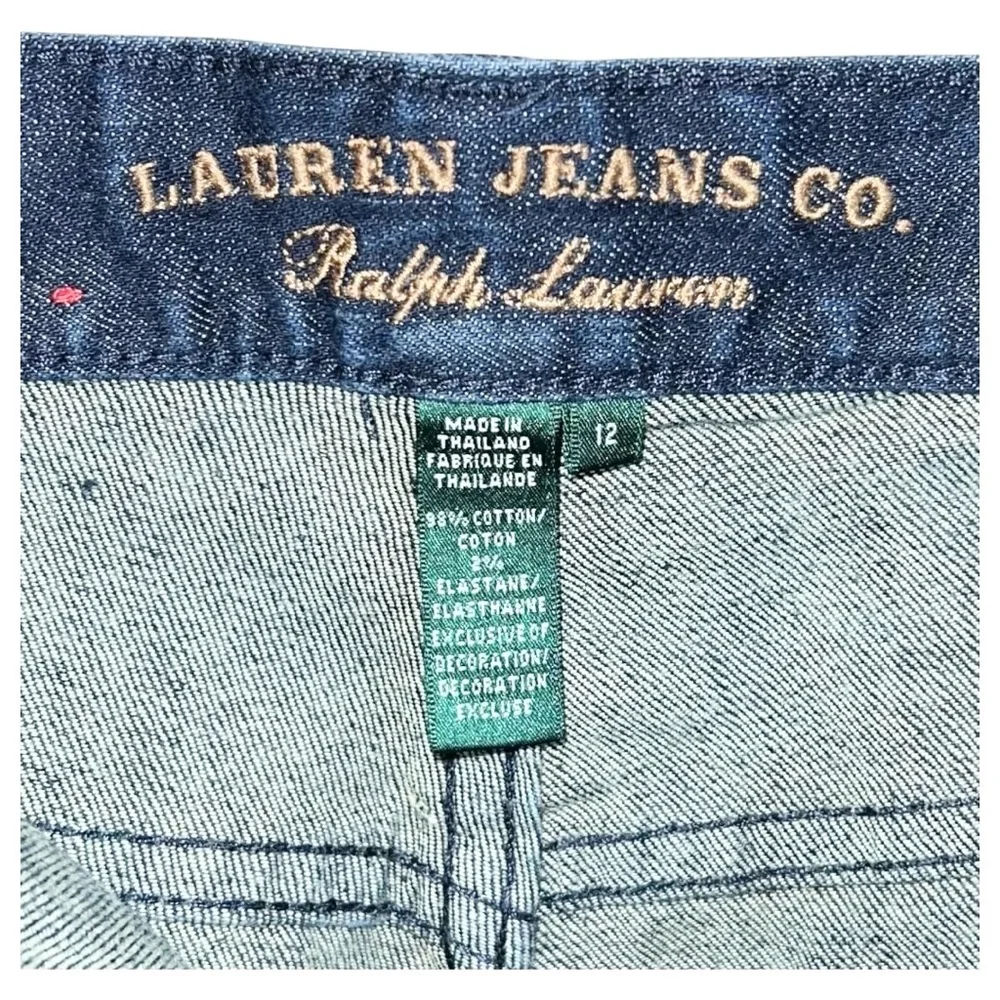 LAUREN JEANS CO.
Ralph Lauren
MADE IN
THAILAND
FABRIQUE EN
THAILANDE
12
98% COTTON/
COTON
2%
ELASTANE/
ELASTHANNE
EXCLUSIVE OF
DECORATION/
DECORATION
EXCLUSE